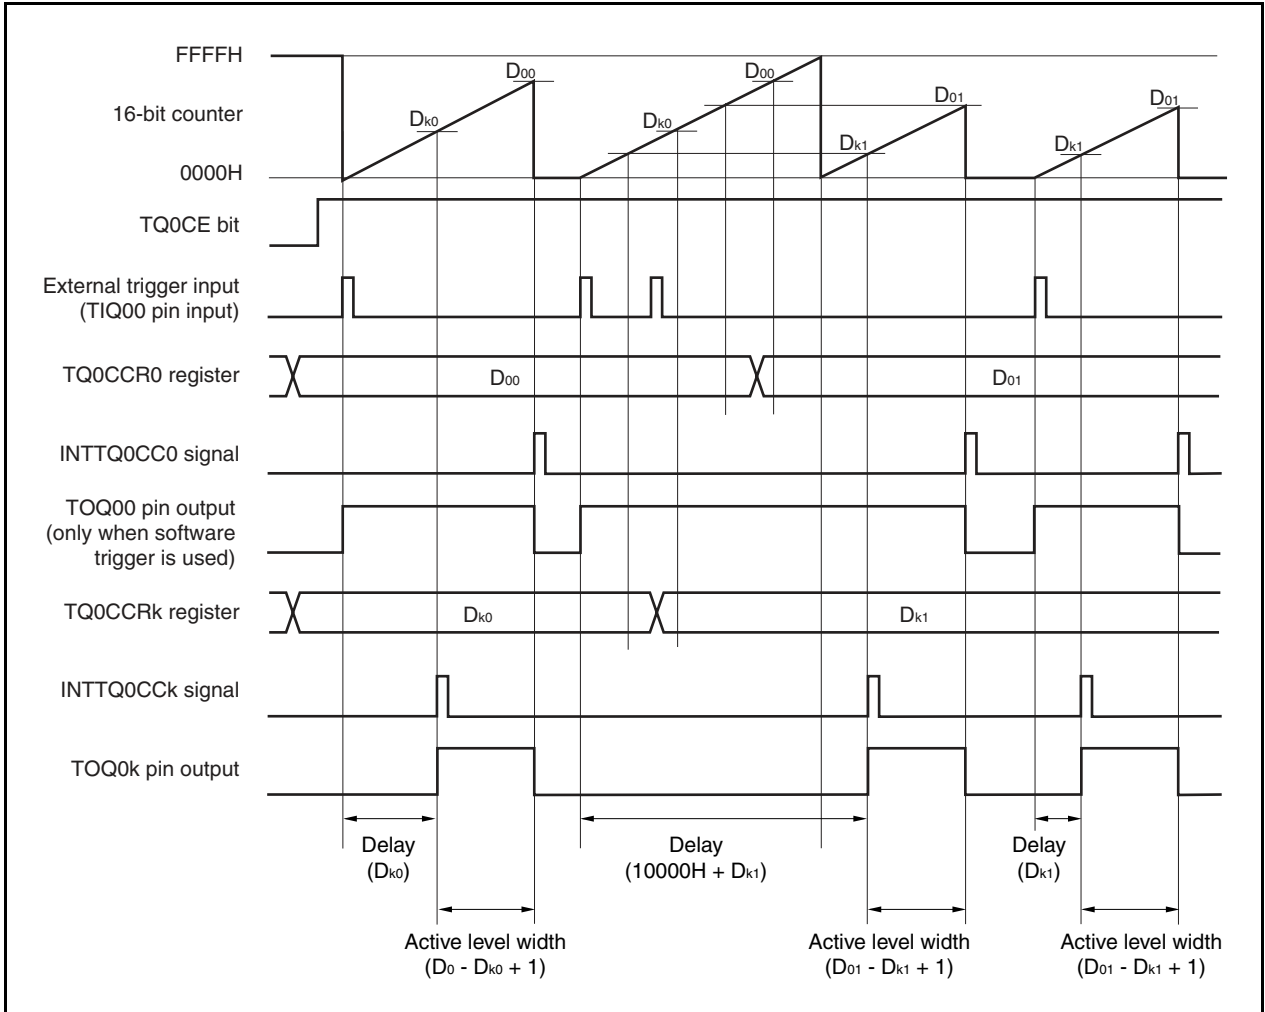 FFFFH
D00
D00
16-bit counter
Dk0
Dk0
D01
D01
Dk1
Dk1
0000H
TQ0CE bit
External trigger input
(TIQ00 pin input)
TQ0CCR0 register
D00
D01
INTTQ0CC0 signal
TOQ00 pin output
(only when software
trigger is used)
TQ0CCRk register
Dk0
Dk1
INTTQ0CCk signal
TOQ0k pin output
Delay
(Dk0)
Delay
(10000H + Dk1)
Delay
(Dk1)
Active level width
(D0 - Dk0 + 1)
Active level width
(D01 - Dk1 + 1)
Active level width
(D01 - Dk1 + 1)